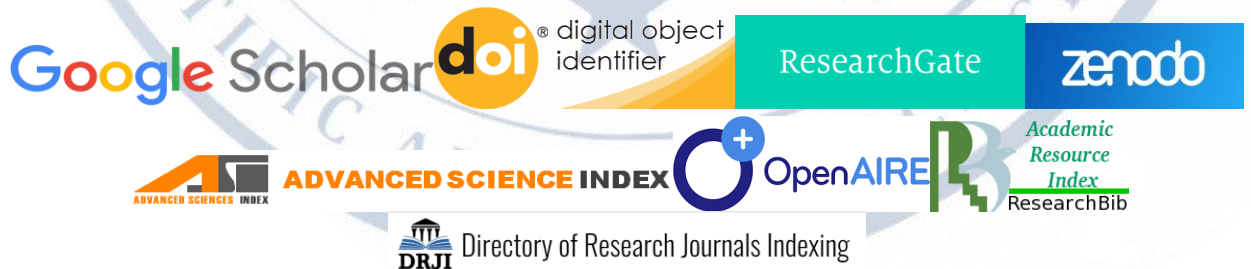 Google Scholar
doi
® digital object
identifier
ResearchGate
zenodo
ASI
ADVANCED SCIENCES INDEX
ADVANCED SCIENCE INDEX
OpenAIRE
R
Academic
Resource
Index
ResearchBib
DRJI
Directory of Research Journals Indexing